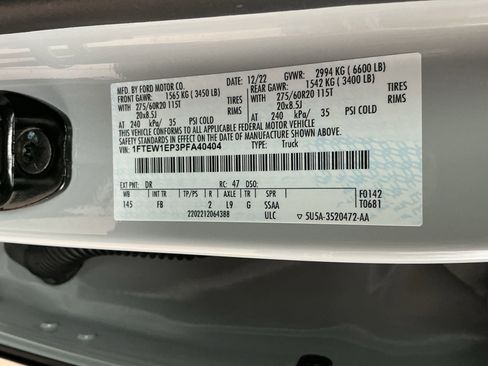 MFD. BY FORD MOTOR CO.
DATE: 12/22 GVWR: 2994 KG ( 6600 LB)
FRONT GAWR: 1565 KG ( 3450 LB) REAR GAWR: 1542 KG ( 3400 LB)
WITH 275/60R20 115T TIRES WITH 275/60R20 115T TIRES
20x8.5J RIMS 20x8.5J RIMS
AT 240 kPa/ 35 PSI COLD AT 240 kPa/ 35 PSI COLD
THIS VEHICLE CONFORMS TO ALL APPLICABLE FEDERAL MOTOR VEHICLE
SAFETY, BUMPER, AND THEFT PREVENTION STANDARDS IN EFFECT ON THE DATE OF MANUFACTURE SHOWN ABOVE.
VIN: 1FTEW1EP3PFA40404 TYPE: Truck
EXT PNT: DR RC: 47 DSO: F0142
WB TP/PS AXLE TR SPR T0681
145 FB 2 L9 G SSAA
2202212064388 ULC ▽ 5U5A-3520472-AA